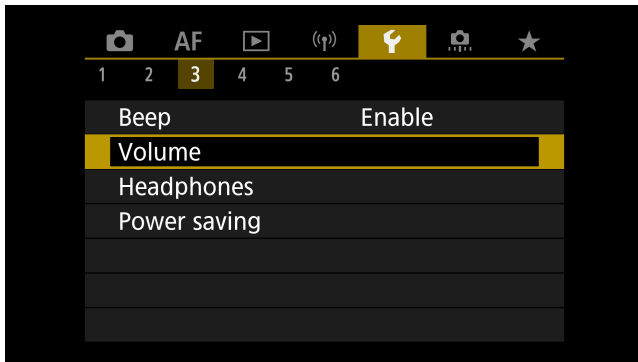 AF
1 2 3 4 5 6
Beep Enable
Volume
Headphones
Power saving